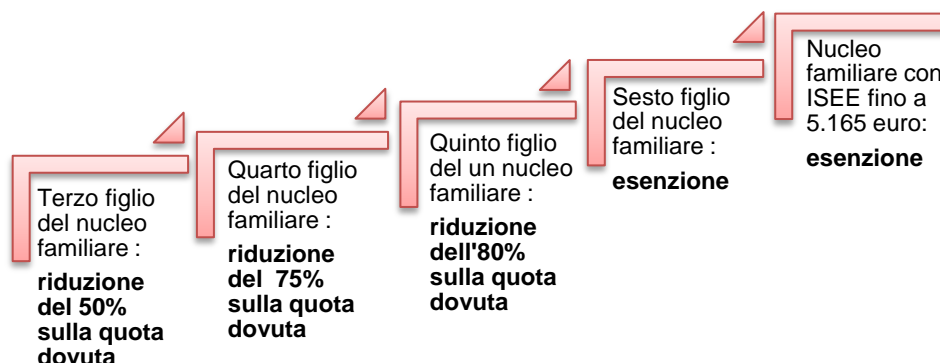 Terzo figlio
del nucleo
familiare :
riduzione
del 50%
sulla quota
dovuta
Quarto figlio
del nucleo
familiare :
riduzione
del 75%
sulla quota
dovuta
Quinto figlio
del un nucleo
familiare :
riduzione
dell'80%
sulla quota
dovuta
Sesto figlio
del nucleo
familiare :
esenzione
Nucleo
familiare con
ISEE fino a
5.165 euro:
esenzione